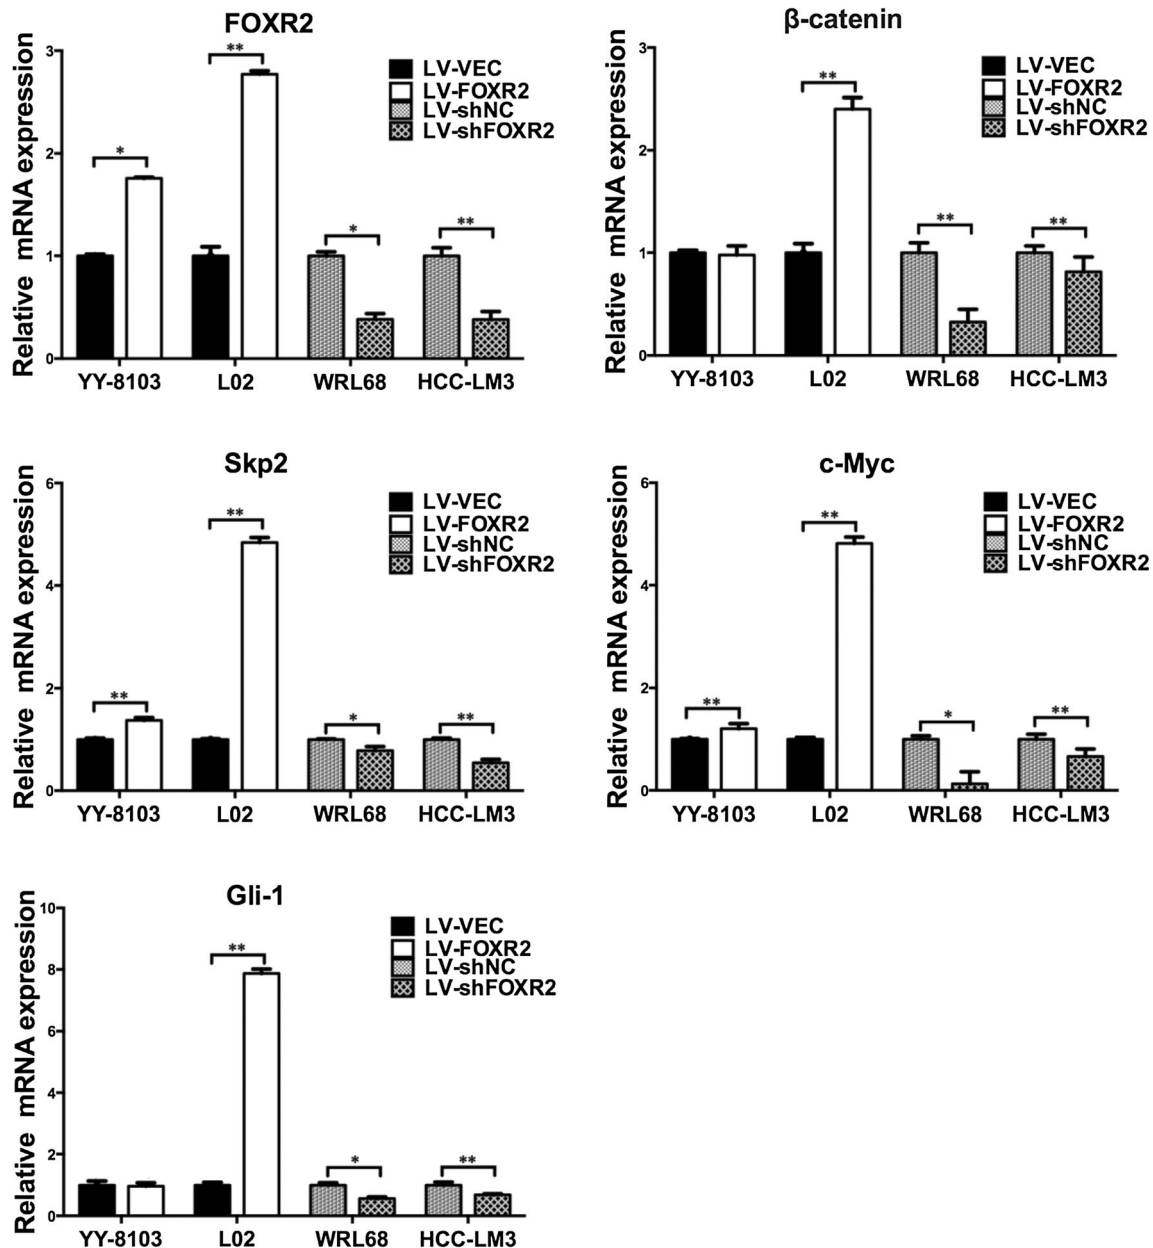 FOXR2
Relative mRNA expression
3
2
1
0
**
*
*
**
LV-VEC
LV-FOXR2
LV-shNC
LV-shFOXR2
YY-8103 L02 WRL68 HCC-LM3
β-catenin
Relative mRNA expression
3
2
1
0
**
**
**
LV-VEC
LV-FOXR2
LV-shNC
LV-shFOXR2
YY-8103 L02 WRL68 HCC-LM3
Skp2
Relative mRNA expression
6
4
2
0
**
**
*
**
LV-VEC
LV-FOXR2
LV-shNC
LV-shFOXR2
YY-8103 L02 WRL68 HCC-LM3
c-Myc
Relative mRNA expression
6
4
2
0
**
**
*
**
LV-VEC
LV-FOXR2
LV-shNC
LV-shFOXR2
YY-8103 L02 WRL68 HCC-LM3
Gli-1
Relative mRNA expression
10
8
6
4
2
0
**
*
**
LV-VEC
LV-FOXR2
LV-shNC
LV-shFOXR2
YY-8103 L02 WRL68 HCC-LM3